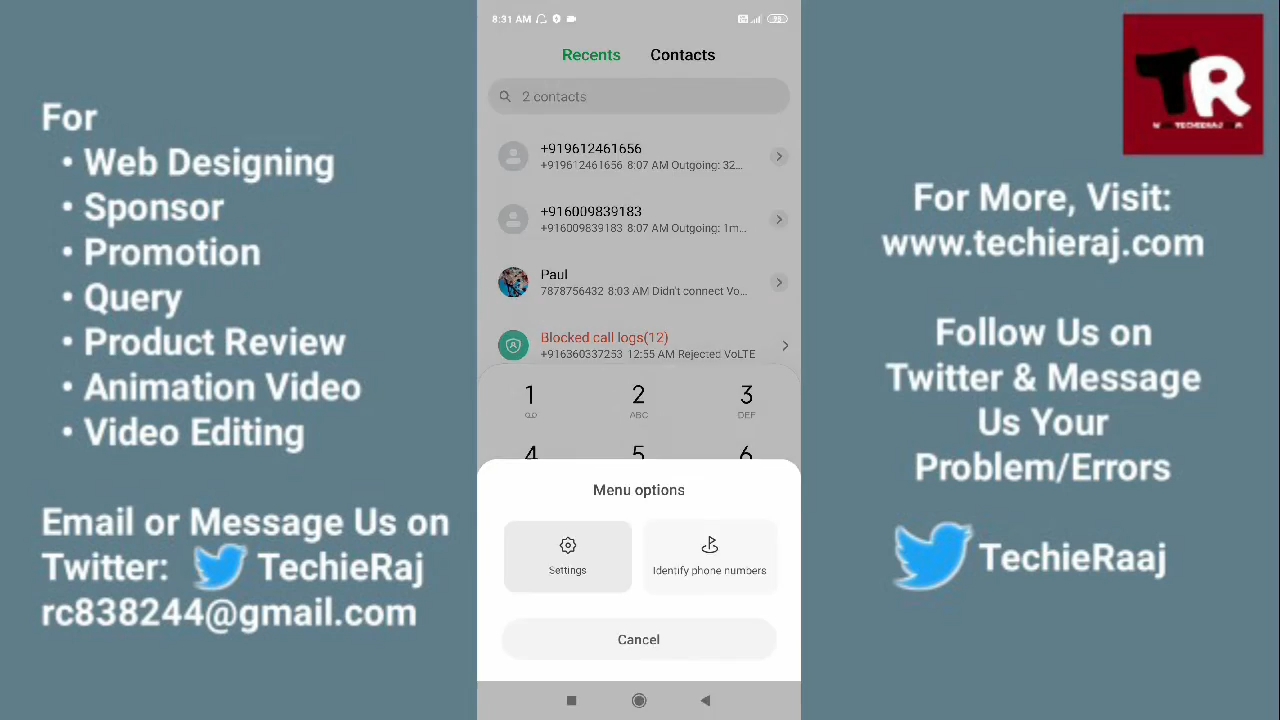 For
• Web Designing
• Sponsor
• Promotion
• Query
• Product Review
• Animation Video
• Video Editing
Email or Message Us on
Twitter: TechieRaj
rc838244@gmail.com
8:31 AM
98
Recents Contacts
2 contacts
+919612461656
+919612461656 8:07 AM Outgoing: 32...
+916009839183
+916009839183 8:07 AM Outgoing: 1m...
Paul
7878756432 8:03 AM Didn't connect Vo...
Blocked call logs(12)
+916360337253 12:55 AM Rejected VoLTE
1 2 3
ABC DEF
4 5 6
Menu options
Settings Identify phone numbers
Cancel
TR
For More, Visit:
www.techieraj.com
Follow Us on
Twitter & Message
Us Your
Problem/Errors
TechieRaaj